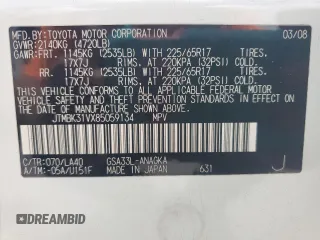 MFD.BY:TOYOTA MOTOR CORPORATION 03/08
GVWR:2140KG (4720LB)
GAWR:FRT. 1145KG (2535LB) WITH 225/65R17 TIRES.
17X7J RIMS. AT 220KPA (32PSI) COLD
RR. 1145KG (2535LB) WITH 225/65R17 TIRES.
17X7J RIMS. AT 220KPA (32PSI) COLD
THIS VEHICLE CONFORMS TO ALL APPLICABLE
FEDERAL MOTOR VEHICLE SAFETY, BUMPER, AND
THEFT PREVENTION STANDARDS IN EFFECT ON THE
DATE OF MANUFACTURE SHOWN ABOVE.
JTMBK31VX85059134 MPV
C/TR:070/LA40 GSA33L-ANAGKA
A/TM:-05A/U151F MADE IN JAPAN 631 J
DREAMBID